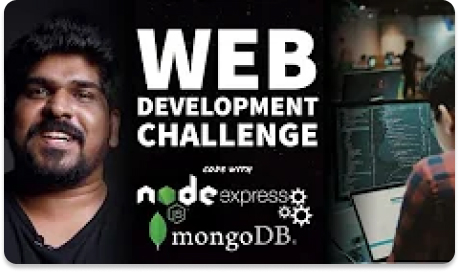 WEB
DEVELOPMENT
CHALLENGE
CODE WITH
node express
JS
mongoDB®